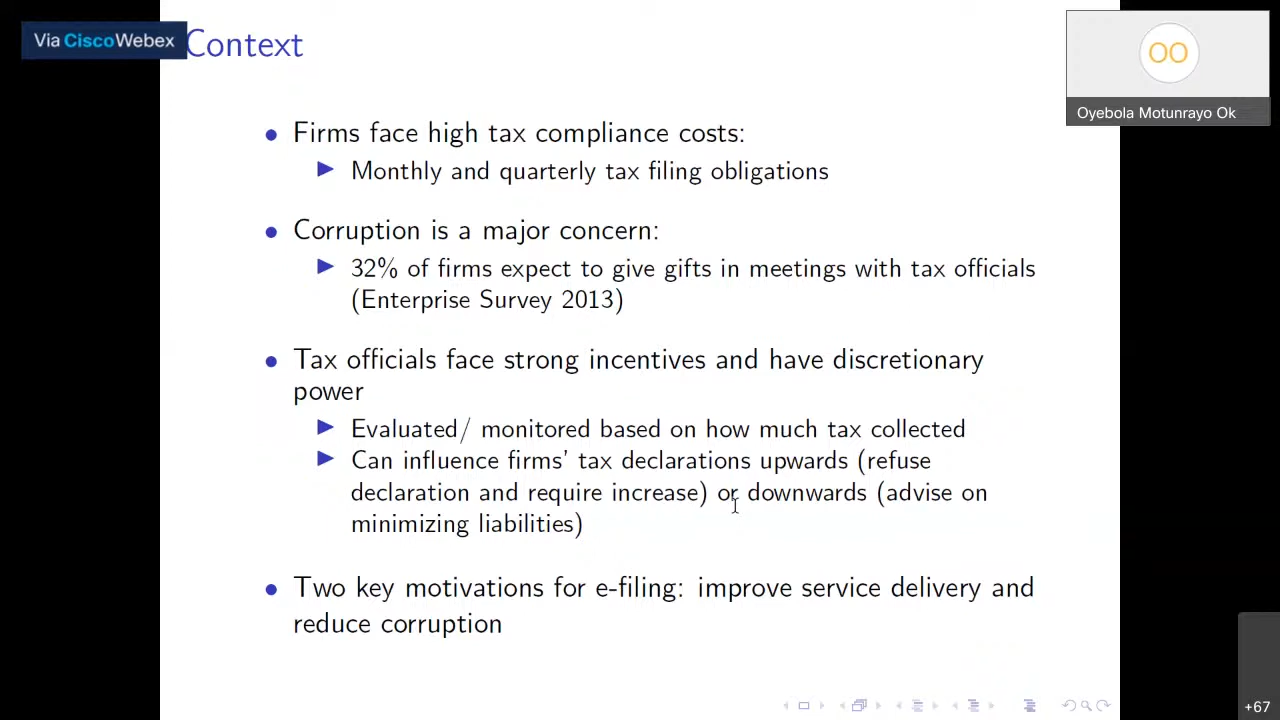 Via CiscoWebex
Context
OO
Oyebola Motunrayo Ok
• Firms face high tax compliance costs:
▶ Monthly and quarterly tax filing obligations
• Corruption is a major concern:
▶ 32% of firms expect to give gifts in meetings with tax officials
(Enterprise Survey 2013)
• Tax officials face strong incentives and have discretionary
power
▶ Evaluated/ monitored based on how much tax collected
▶ Can influence firms' tax declarations upwards (refuse
declaration and require increase) or downwards (advise on
minimizing liabilities)
• Two key motivations for e-filing: improve service delivery and
reduce corruption
+67